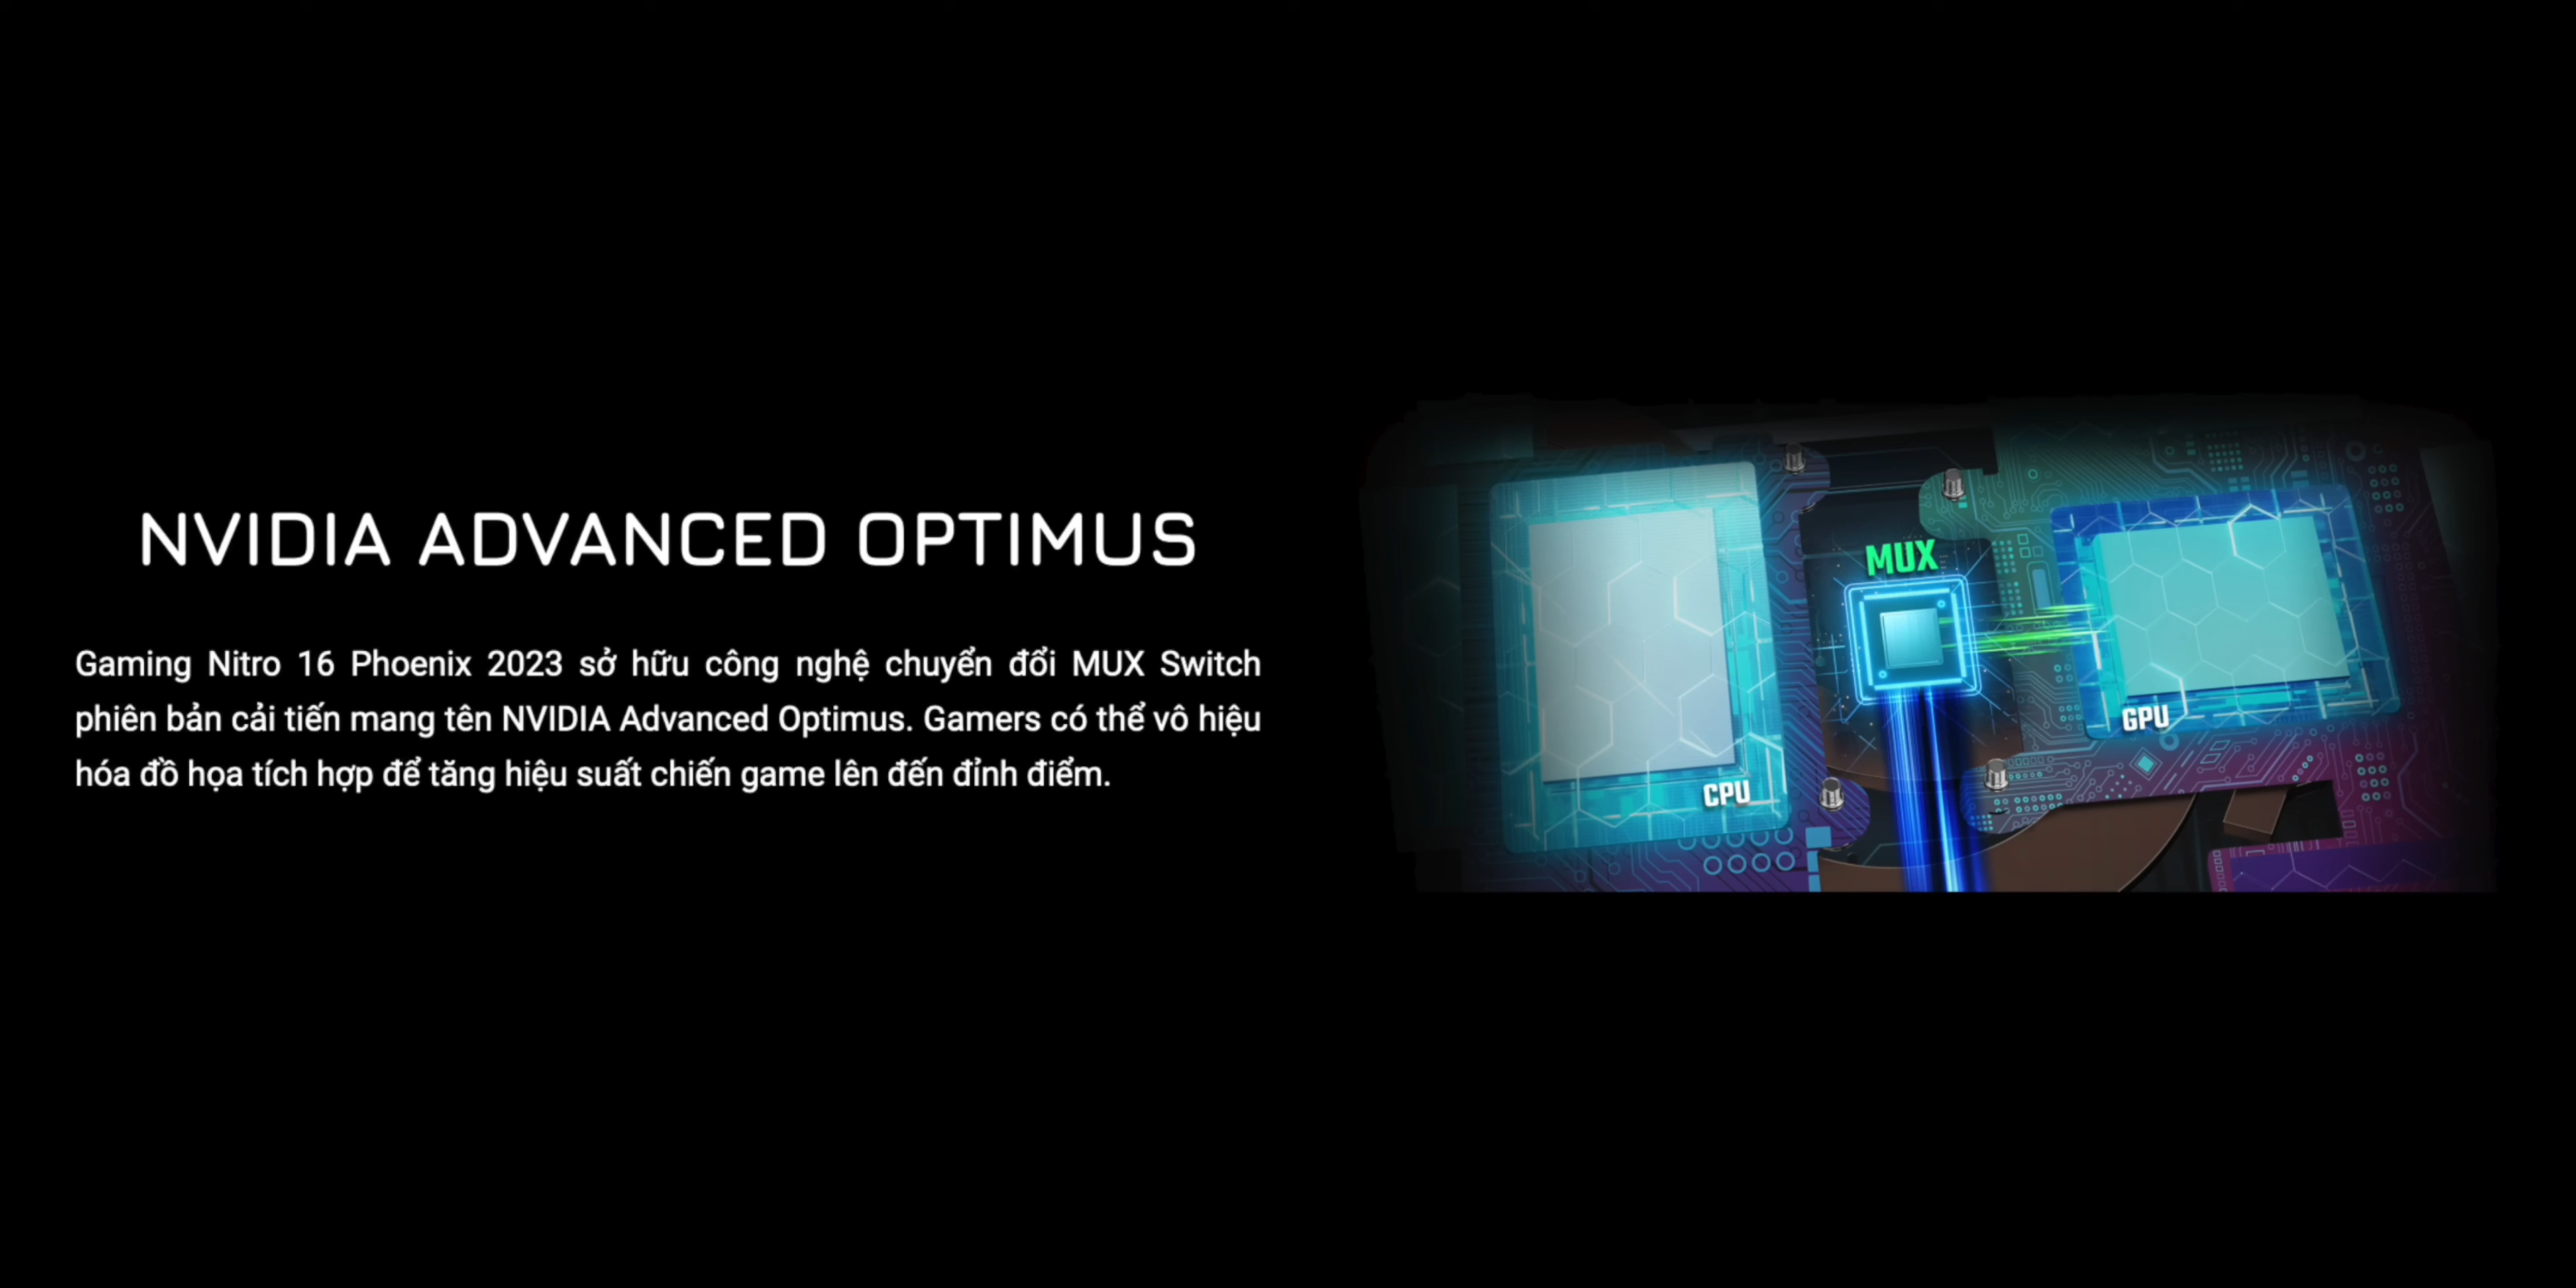 NVIDIA ADVANCED OPTIMUS
Gaming Nitro 16 Phoenix 2023 sở hữu công nghệ chuyển đổi MUX Switch
phiên bản cải tiến mang tên NVIDIA Advanced Optimus. Gamers có thể vô hiệu
hóa đồ họa tích hợp để tăng hiệu suất chiến game lên đến đỉnh điểm.
MUX
GPU
CPU